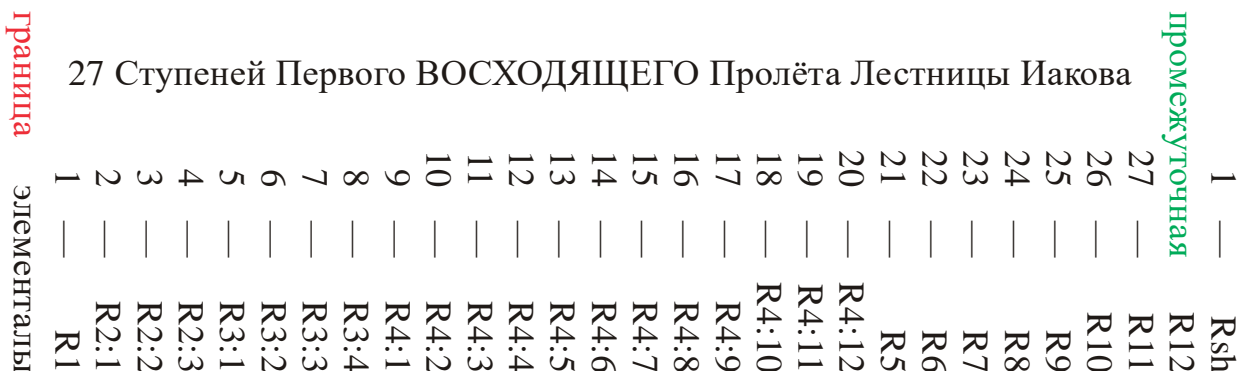 27 Ступеней Первого ВОСХОДЯЩЕГО Пролёта Лестницы Иакова
граница элементалы
1 — R1
2 — R2:1
3 — R2:2
4 — R2:3
5 — R3:1
6 — R3:2
7 — R3:3
8 — R3:4
9 — R4:1
10 — R4:2
11 — R4:3
12 — R4:4
13 — R4:5
14 — R4:6
15 — R4:7
16 — R4:8
17 — R4:9
18 — R4:10
19 — R4:11
20 — R4:12
21 — R5
22 — R6
23 — R7
24 — R8
25 — R9
26 — R10
27 — R11
промежуточная R12
1 — Rsh